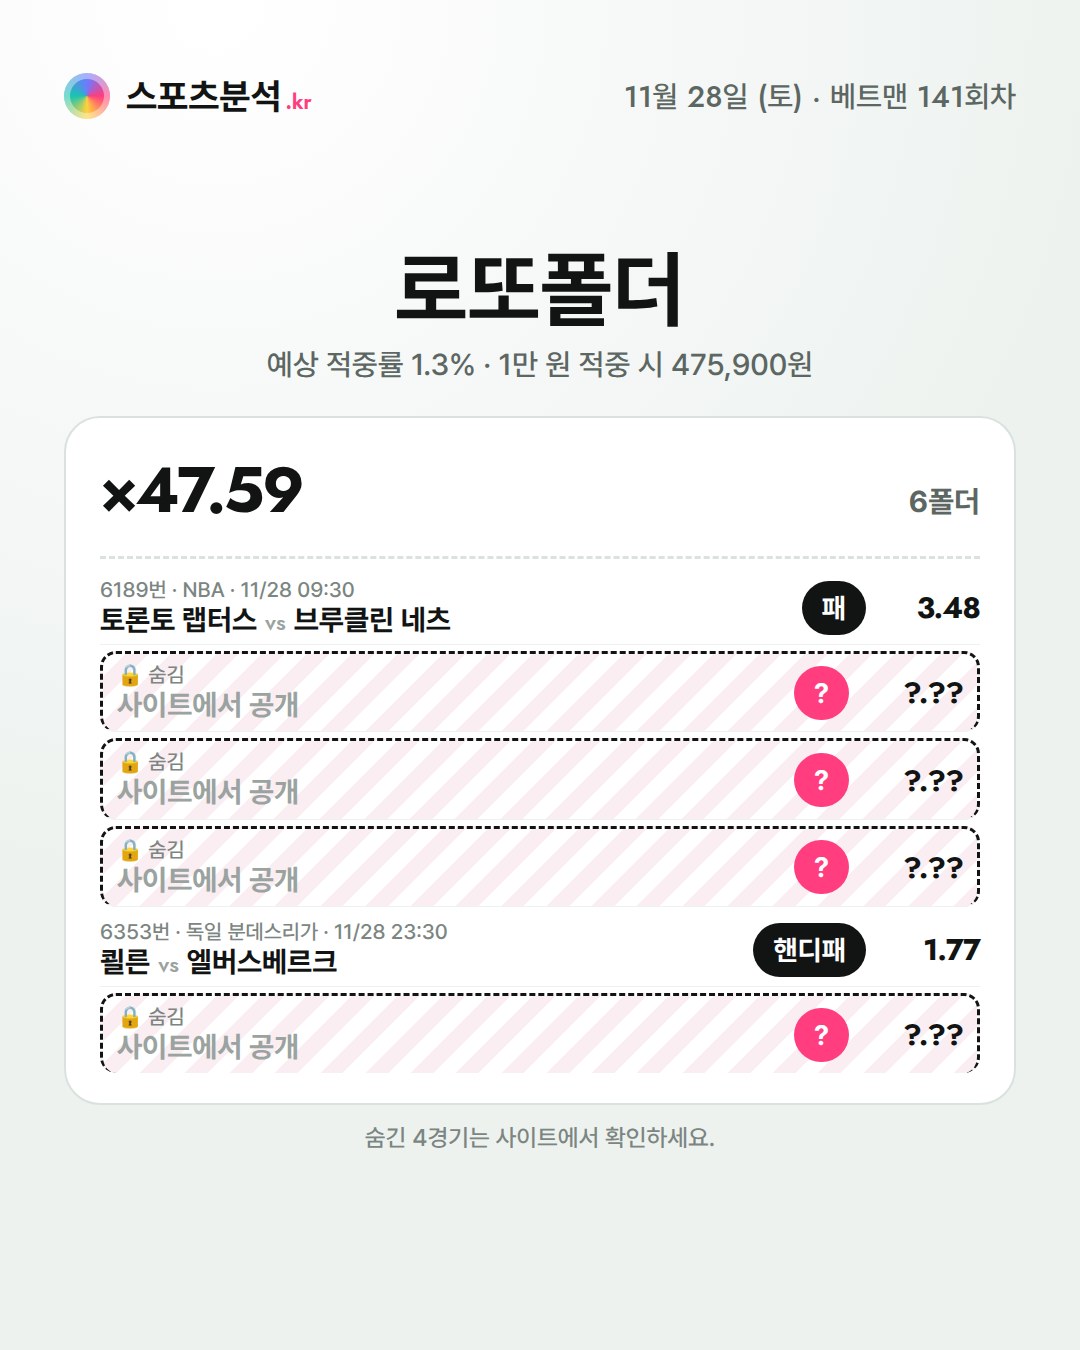 스포츠분석.kr
11월 28일 (토) · 베트맨 141회차
로또폴더
예상 적중률 1.3% · 1만 원 적중 시 475,900원
×47.59
6폴더
6189번 · NBA · 11/28 09:30
토론토 랩터스 vs 브루클린 네츠
패
3.48
🔒 숨김
사이트에서 공개
?
?.??
🔒 숨김
사이트에서 공개
?
?.??
🔒 숨김
사이트에서 공개
?
?.??
6353번 · 독일 분데스리가 · 11/28 23:30
쾰른 vs 엘버스베르크
핸디패
1.77
🔒 숨김
사이트에서 공개
?
?.??
숨긴 4경기는 사이트에서 확인하세요.